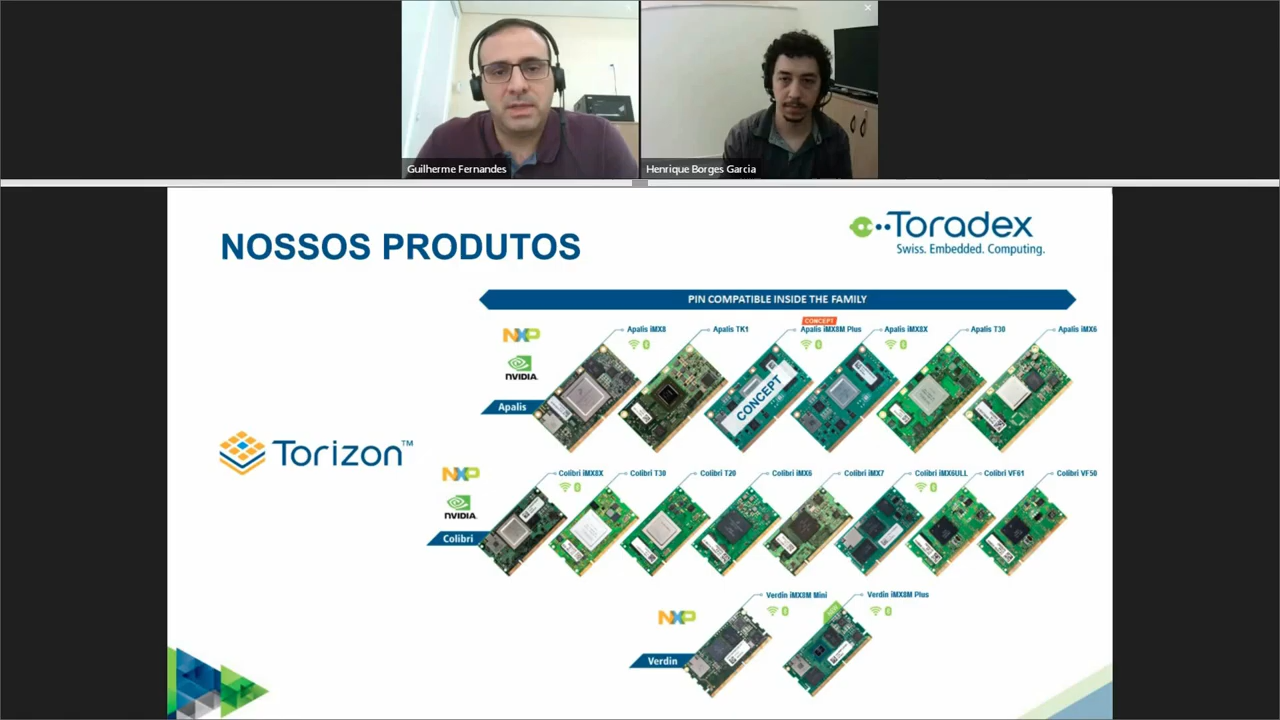 Guilherme Fernandes
Henrique Borges Garcia
NOSSOS PRODUTOS
Toradex
Swiss. Embedded. Computing.
PIN COMPATIBLE INSIDE THE FAMILY
CONCEPT
NXP
NVIDIA.
Apalis
Apalis iMX8
Apalis TK1
Apalis iMX8M Plus
Apalis iMX8X
Apalis T30
Apalis iMX6
CONCEPT
Torizon™
NXP
NVIDIA.
Colibri
Colibri iMX8X
Colibri T30
Colibri T20
Colibri iMX6
Colibri iMX7
Colibri iMX6ULL
Colibri VF61
Colibri VF50
NXP
Verdin
Verdin iMX8M Mini
Verdin iMX8M Plus